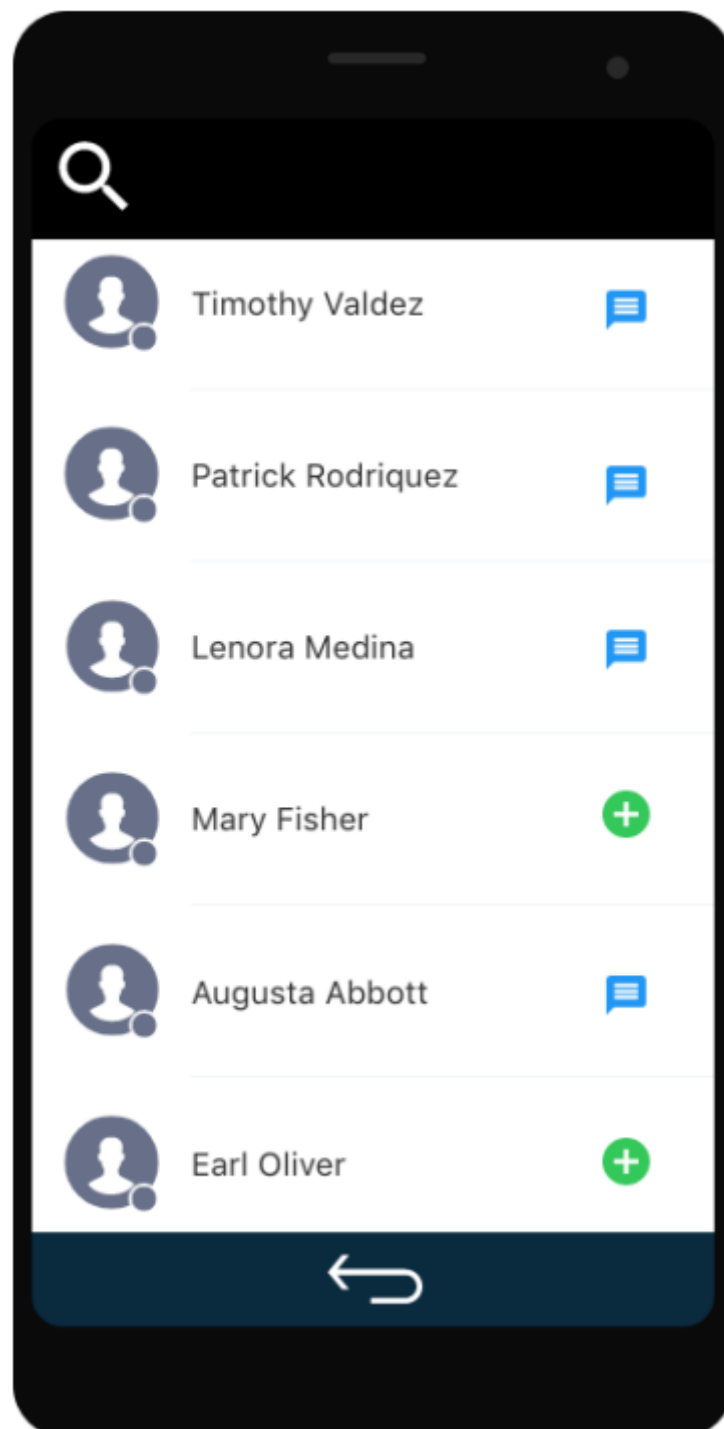 Timothy Valdez
Patrick Rodriquez
Lenora Medina
Mary Fisher
Augusta Abbott
Earl Oliver